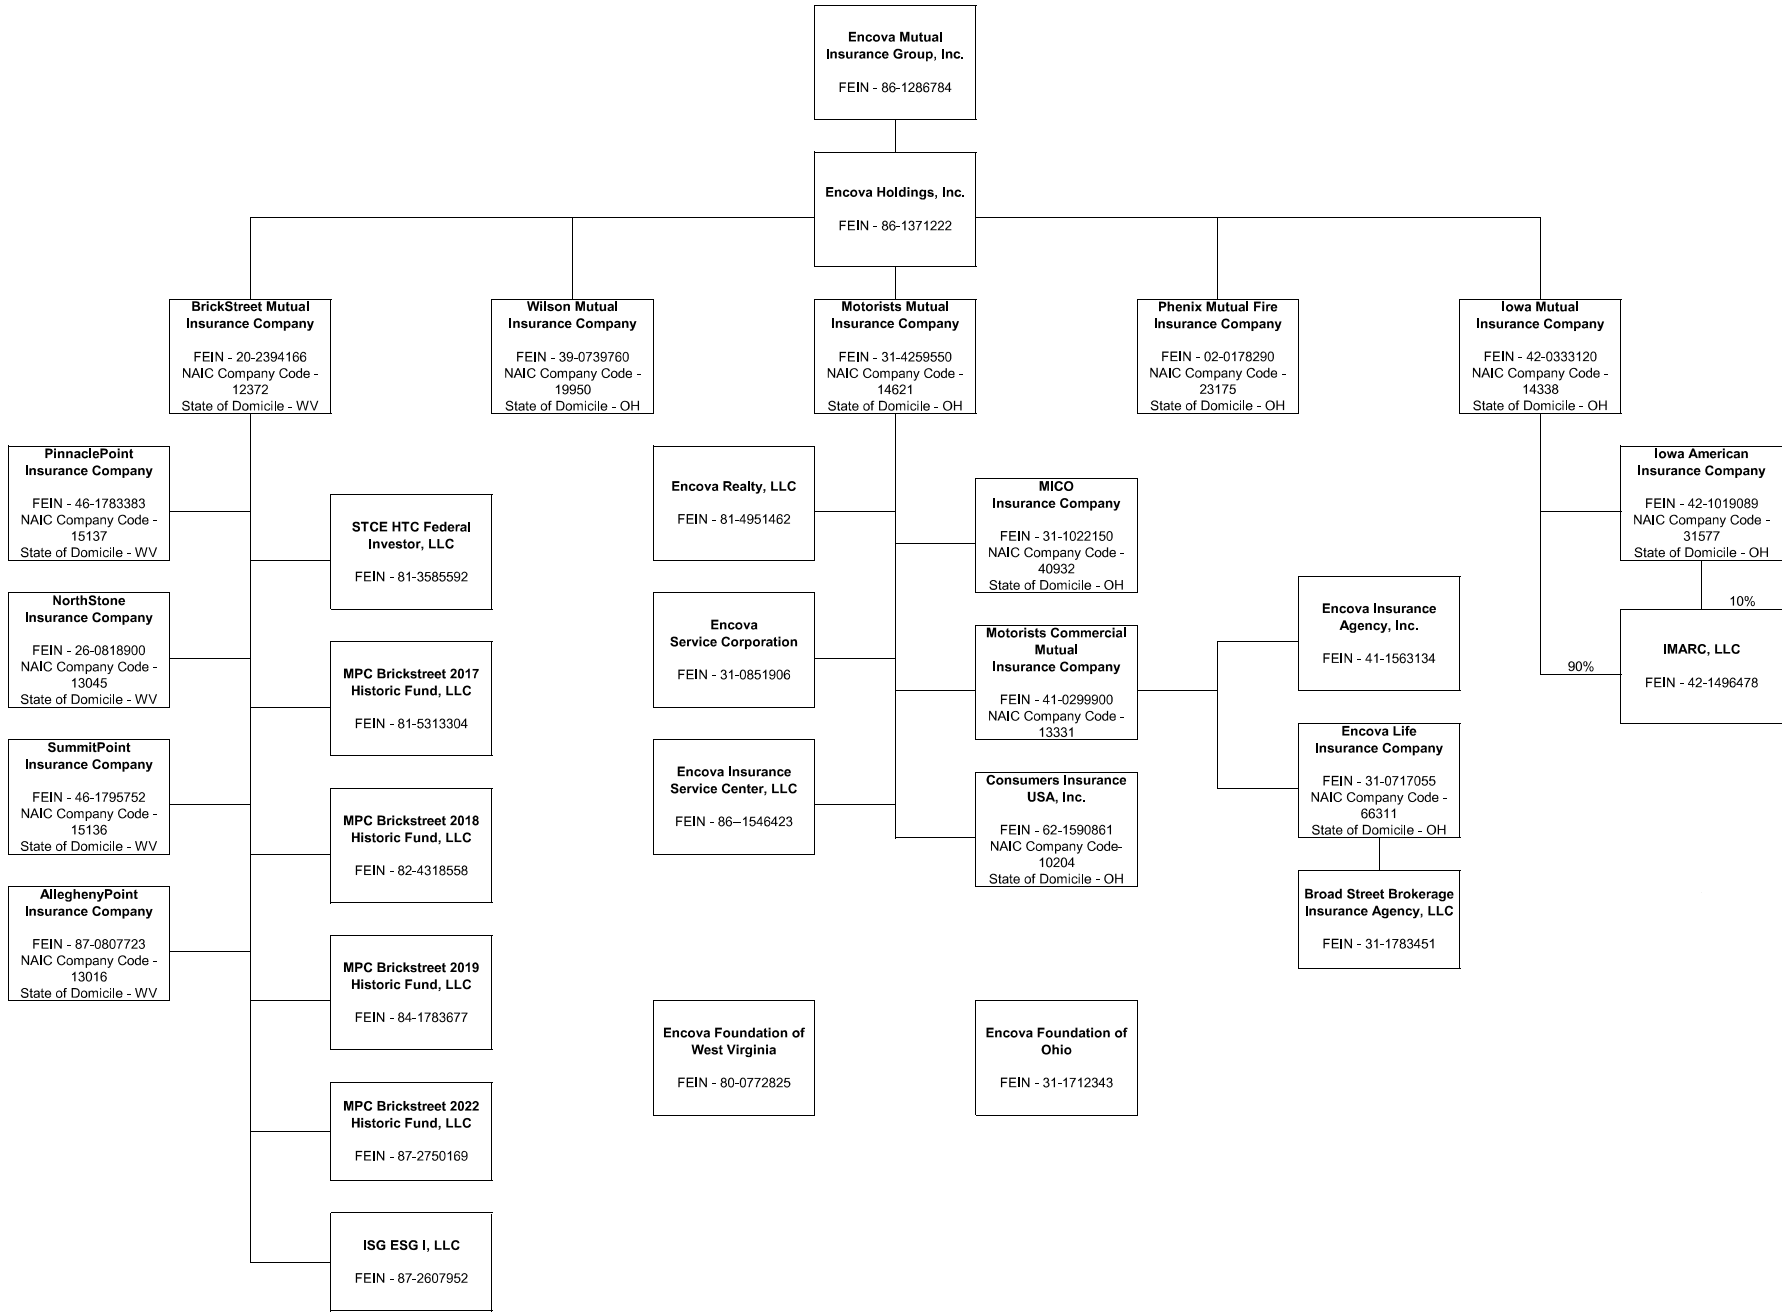 Encova Mutual
Insurance Group, Inc.
FEIN - 86-1286784
Encova Holdings, Inc.
FEIN - 86-1371222
BrickStreet Mutual
Insurance Company
FEIN - 20-2394166
NAIC Company Code -
12372
State of Domicile - WV
Wilson Mutual
Insurance Company
FEIN - 39-0739760
NAIC Company Code -
19950
State of Domicile - OH
Motorists Mutual
Insurance Company
FEIN - 31-4259550
NAIC Company Code -
14621
State of Domicile - OH
Phenix Mutual Fire
Insurance Company
FEIN - 02-0178290
NAIC Company Code -
23175
State of Domicile - OH
Iowa Mutual
Insurance Company
FEIN - 42-0333120
NAIC Company Code -
14338
State of Domicile - OH
PinnaclePoint
Insurance Company
FEIN - 46-1783383
NAIC Company Code -
15137
State of Domicile - WV
NorthStone
Insurance Company
FEIN - 26-0818900
NAIC Company Code -
13045
State of Domicile - WV
SummitPoint
Insurance Company
FEIN - 46-1795752
NAIC Company Code -
15136
State of Domicile - WV
AlleghenyPoint
Insurance Company
FEIN - 87-0807723
NAIC Company Code -
13016
State of Domicile - WV
STCE HTC Federal
Investor, LLC
FEIN - 81-3585592
MPC Brickstreet 2017
Historic Fund, LLC
FEIN - 81-5313304
MPC Brickstreet 2018
Historic Fund, LLC
FEIN - 82-4318558
MPC Brickstreet 2019
Historic Fund, LLC
FEIN - 84-1783677
MPC Brickstreet 2022
Historic Fund, LLC
FEIN - 87-2750169
ISG ESG I, LLC
FEIN - 87-2607952
Encova Realty, LLC
FEIN - 81-4951462
Encova
Service Corporation
FEIN - 31-0851906
Encova Insurance
Service Center, LLC
FEIN - 86--1546423
Encova Foundation of
West Virginia
FEIN - 80-0772825
MICO
Insurance Company
FEIN - 31-1022150
NAIC Company Code -
40932
State of Domicile - OH
Motorists Commercial
Mutual
Insurance Company
FEIN - 41-0299900
NAIC Company Code -
13331
Consumers Insurance
USA, Inc.
FEIN - 62-1590861
NAIC Company Code-
10204
State of Domicile - OH
Encova Foundation of
Ohio
FEIN - 31-1712343
Encova Insurance
Agency, Inc.
FEIN - 41-1563134
Encova Life
Insurance Company
FEIN - 31-0717055
NAIC Company Code -
66311
State of Domicile - OH
Broad Street Brokerage
Insurance Agency, LLC
FEIN - 31-1783451
Iowa American
Insurance Company
FEIN - 42-1019089
NAIC Company Code -
31577
State of Domicile - OH
10%
90%
IMARC, LLC
FEIN - 42-1496478